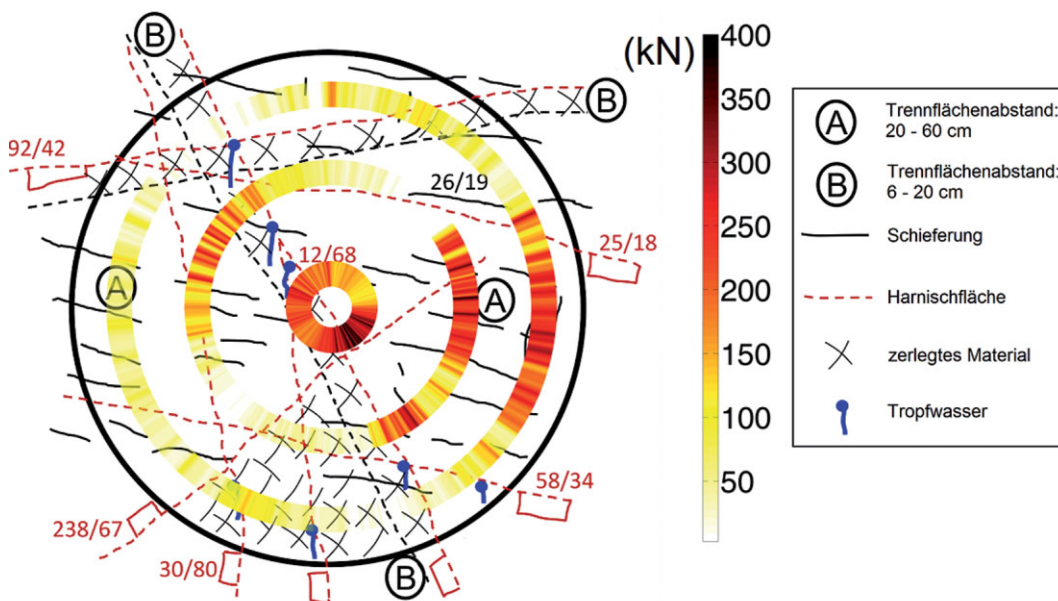 B
(kN)
400
350
300
250
200
150
100
50
B
92/42
26/19
12/68
25/18
A
A
58/34
238/67
30/80
B
A
Trennflächenabstand:
20 - 60 cm
B
Trennflächenabstand:
6 - 20 cm
Schieferung
Harnischfläche
zerlegtes Material
Tropfwasser